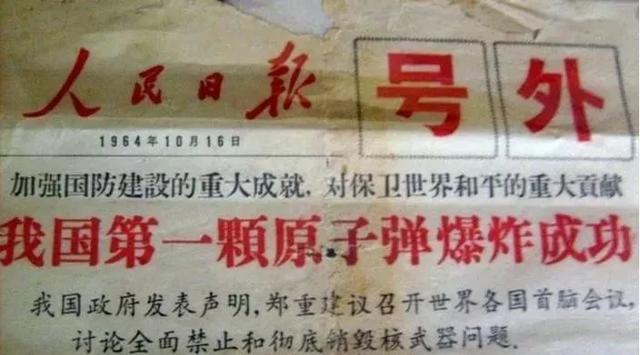 人民日报 号外
1964年10月16日
加强国防建設的重大成就，对保卫世界和平的重大貢献
我国第一顆原子弹爆炸成功
我国政府发表声明，郑重建议召开世界各国首脑会议，
讨论全面禁止和彻底销毁核武器问题．